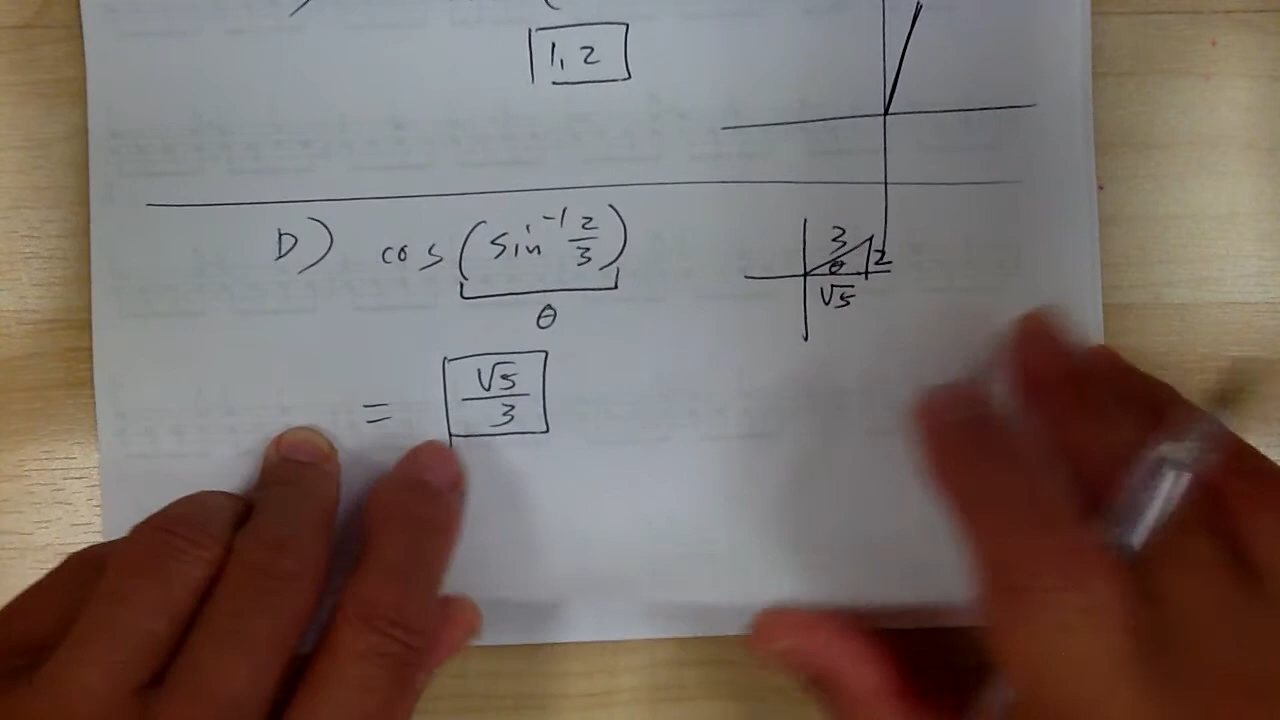 1, 2
D) cos (sin⁻¹ 2/3)
θ
3
θ
2
√5
= √5/3